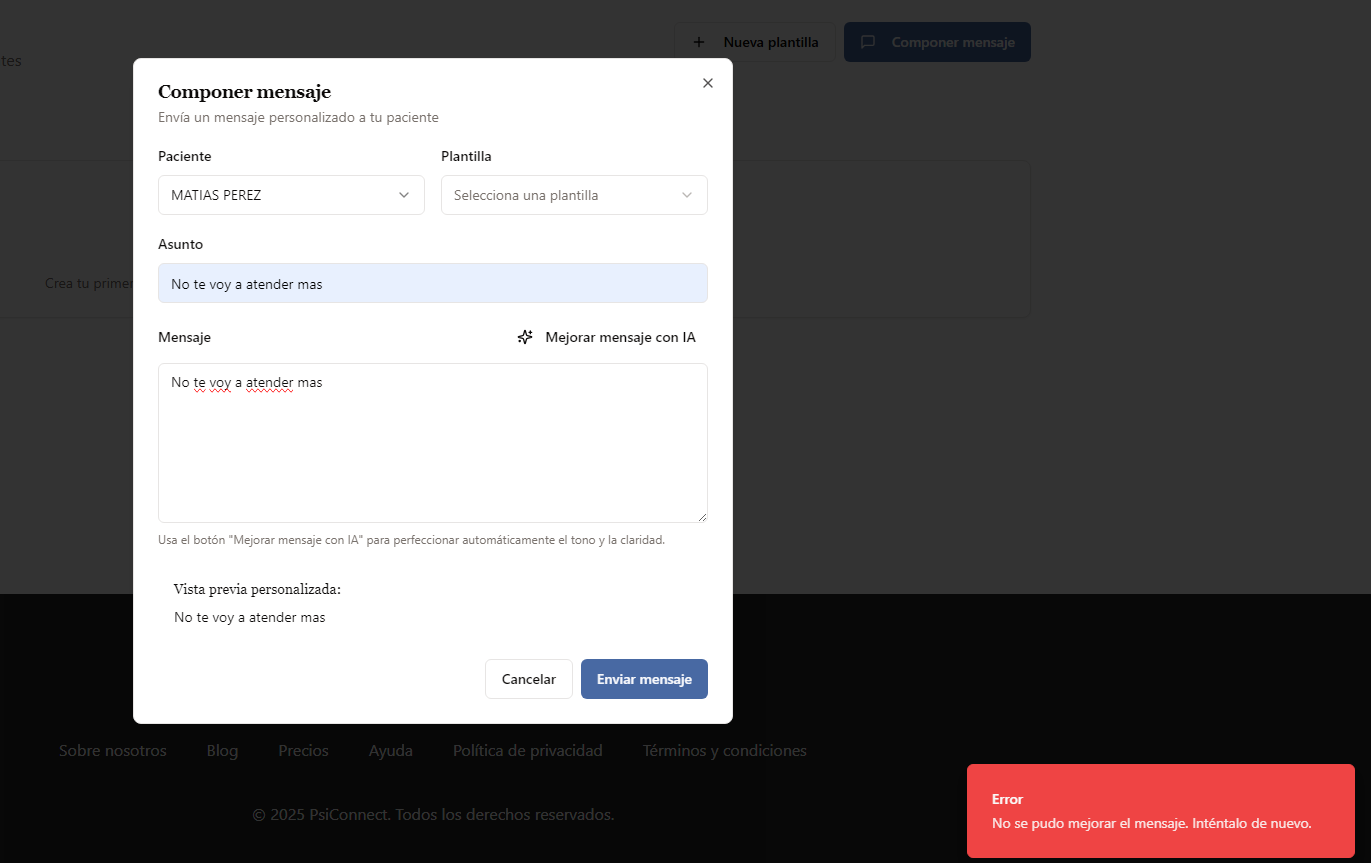 Nueva plantilla
Componer mensaje
tes
Componer mensaje
Envía un mensaje personalizado a tu paciente
Paciente
Plantilla
MATIAS PEREZ
Selecciona una plantilla
Asunto
No te voy a atender mas
Crea tu primer
Mensaje
Mejorar mensaje con IA
No te voy a atender mas
Usa el botón "Mejorar mensaje con IA" para perfeccionar automáticamente el tono y la claridad.
Vista previa personalizada:
No te voy a atender mas
Cancelar
Enviar mensaje
Sobre nosotros
Blog
Precios
Ayuda
Política de privacidad
Términos y condiciones
© 2025 PsiConnect. Todos los derechos reservados.
Error
No se pudo mejorar el mensaje. Inténtalo de nuevo.